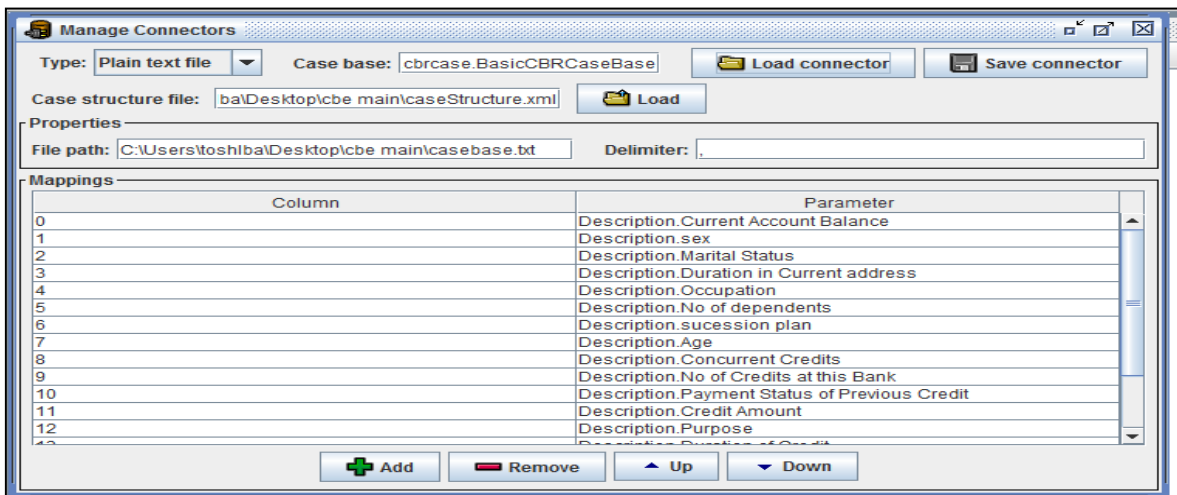 Manage Connectors
Type: Plain text file Case base: cbrcase.BasicCBRCaseBase Load connector Save connector
Case structure file: ba\Desktop\cbe main\caseStructure.xml Load
Properties
File path: C:\Users\toshIba\Desktop\cbe main\casebase.txt Delimiter: ,
Mappings
Column Parameter
0 Description.Current Account Balance
1 Description.sex
2 Description.Marital Status
3 Description.Duration in Current address
4 Description.Occupation
5 Description.No of dependents
6 Description.sucession plan
7 Description.Age
8 Description.Concurrent Credits
9 Description.No of Credits at this Bank
10 Description.Payment Status of Previous Credit
11 Description.Credit Amount
12 Description.Purpose
13 Description.Duration of Credit
Add Remove Up Down